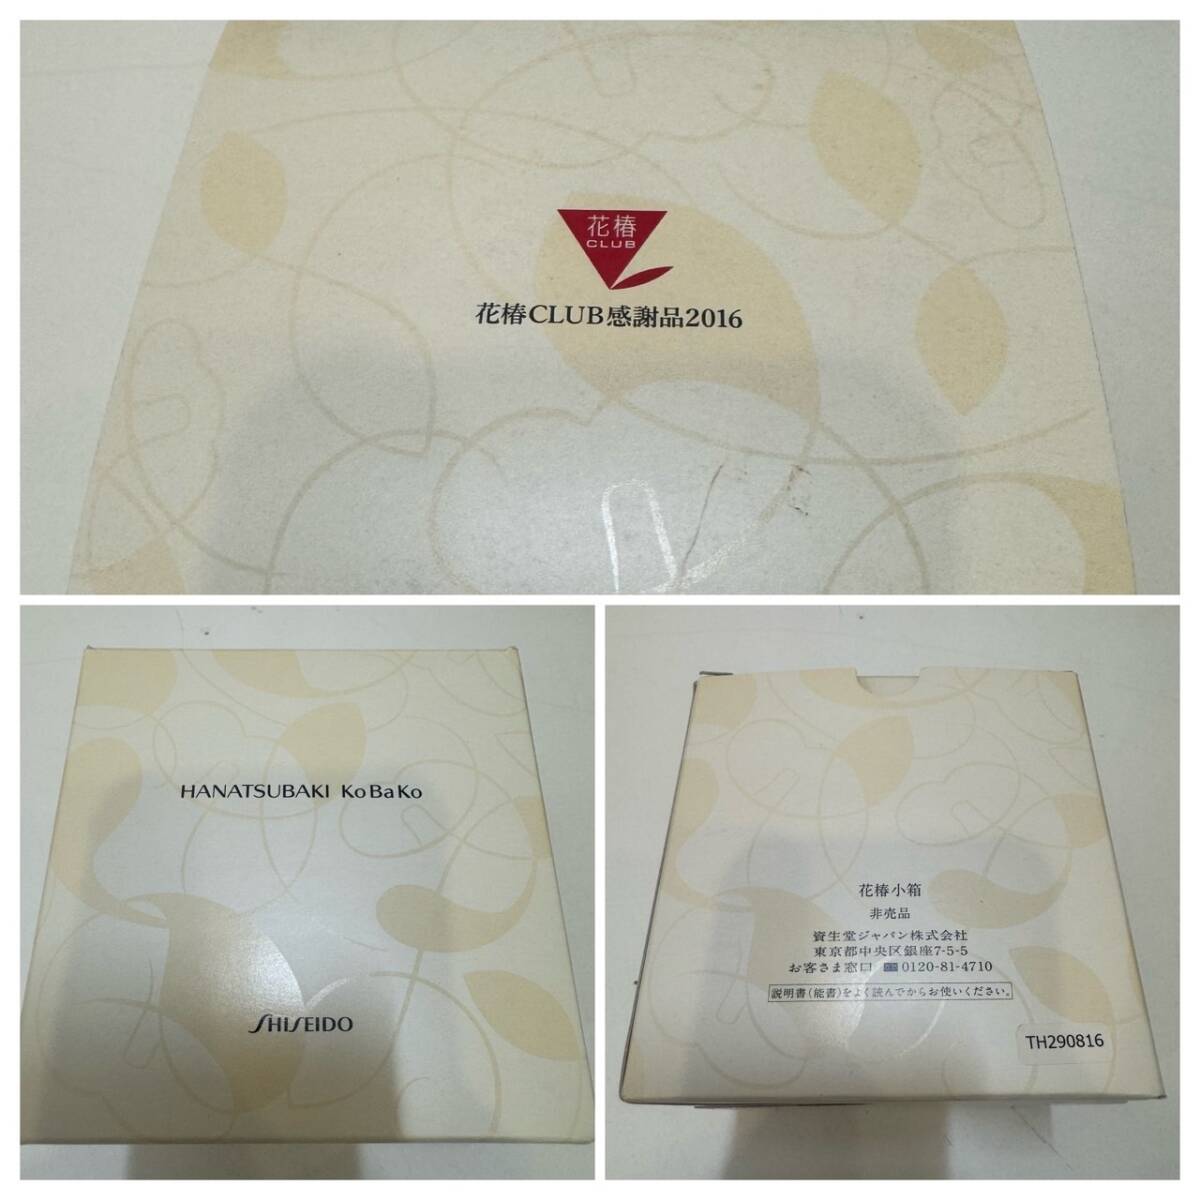 花椿
CLUB
花椿CLUB感謝品2016
HANATSUBAKI KoBaKo
SHISEIDO
花椿小箱
非売品
資生堂ジャパン株式会社
東京都中央区銀座7-5-5
お客さま窓口 0120-81-4710
説明書(能書)をよく読んでからお使いください。
TH290816